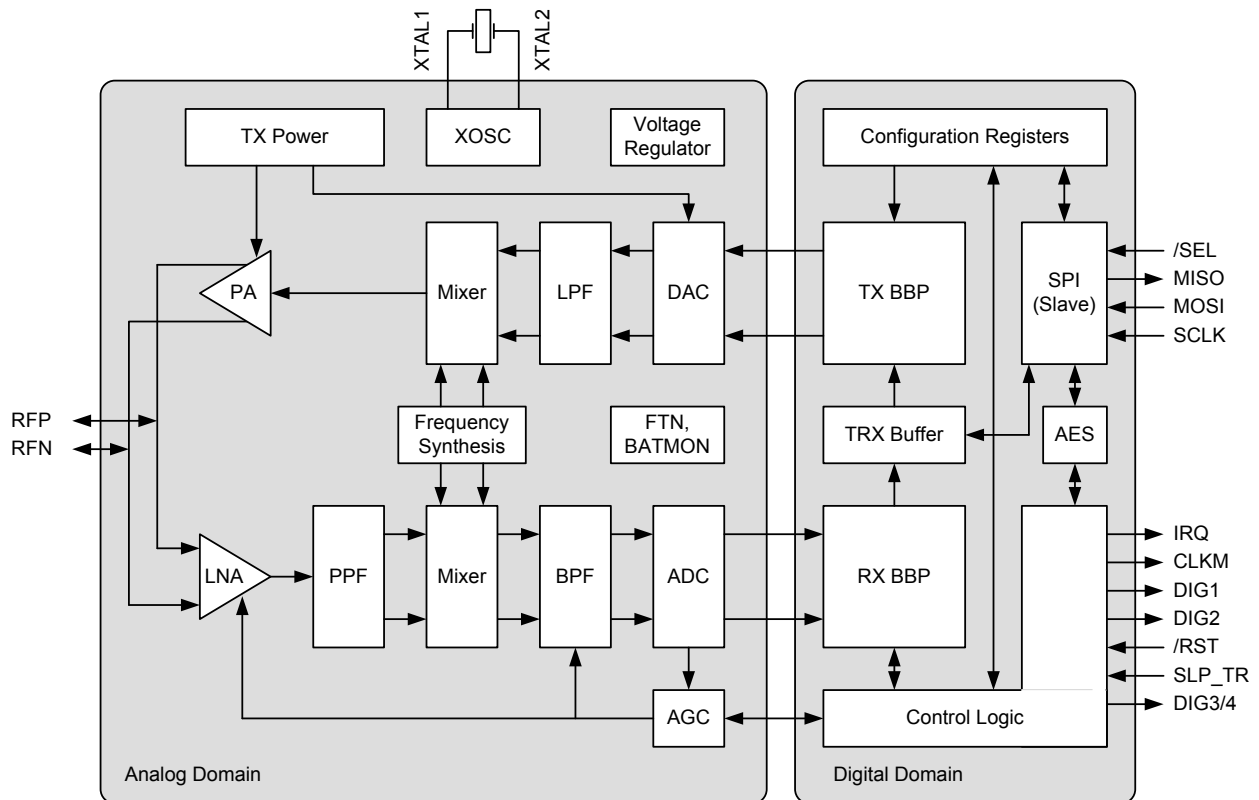 XTAL1
XTAL2
TX Power
XOSC
Voltage
Regulator
Configuration Registers
PA
Mixer
LPF
DAC
TX BBP
SPI
(Slave)
/SEL
MISO
MOSI
SCLK
RFP
RFN
Frequency
Synthesis
FTN,
BATMON
TRX Buffer
AES
LNA
PPF
Mixer
BPF
ADC
RX BBP
IRQ
CLKM
DIG1
DIG2
/RST
SLP_TR
DIG3/4
AGC
Control Logic
Analog Domain
Digital Domain